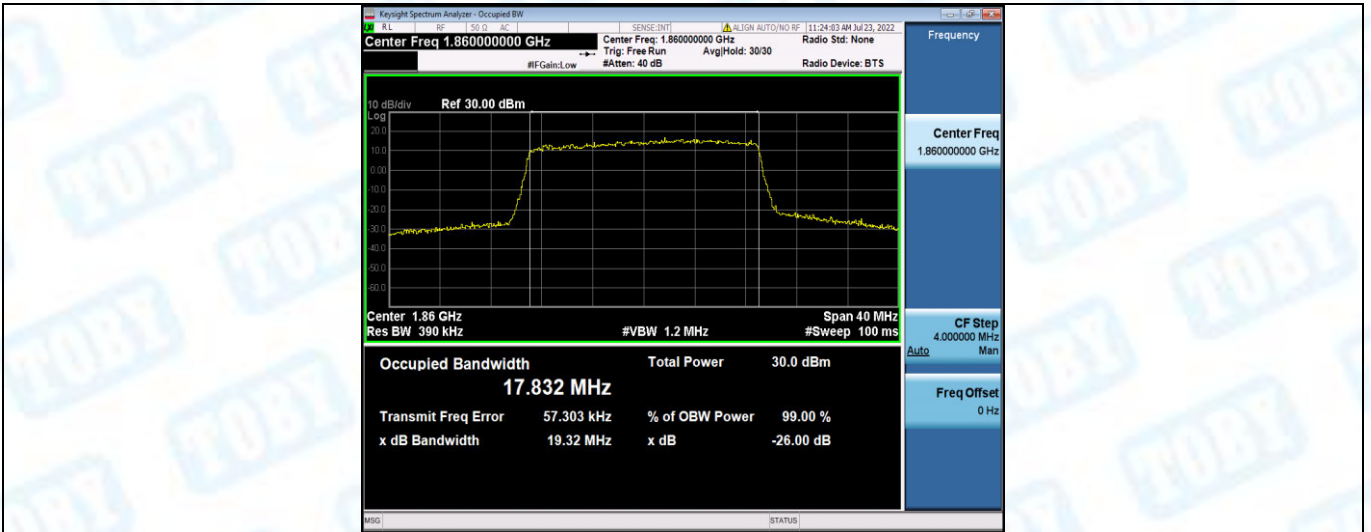 Keysight Spectrum Analyzer - Occupied BW
RL RF 50 Ω AC SENSE:INT ALIGN AUTO/NO RF 11:24:03 AM Jul 23, 2022
Center Freq 1.860000000 GHz
Center Freq: 1.860000000 GHz Radio Std: None
Trig: Free Run Avg|Hold: 30/30
#IFGain:Low #Atten: 40 dB Radio Device: BTS
10 dB/div Ref 30.00 dBm
Log
20.0
10.0
0.00
-10.0
-20.0
-30.0
-40.0
-50.0
-60.0
Center 1.86 GHz Span 40 MHz
Res BW 390 kHz #VBW 1.2 MHz #Sweep 100 ms
Occupied Bandwidth Total Power 30.0 dBm
17.832 MHz
Transmit Freq Error 57.303 kHz % of OBW Power 99.00 %
x dB Bandwidth 19.32 MHz x dB -26.00 dB
MSG STATUS
Frequency
Center Freq
1.860000000 GHz
CF Step
4.000000 MHz
Auto Man
Freq Offset
0 Hz
TOBY
TOBY
TOBY
TOBY
TOBY
TOBY
TOBY
TOBY